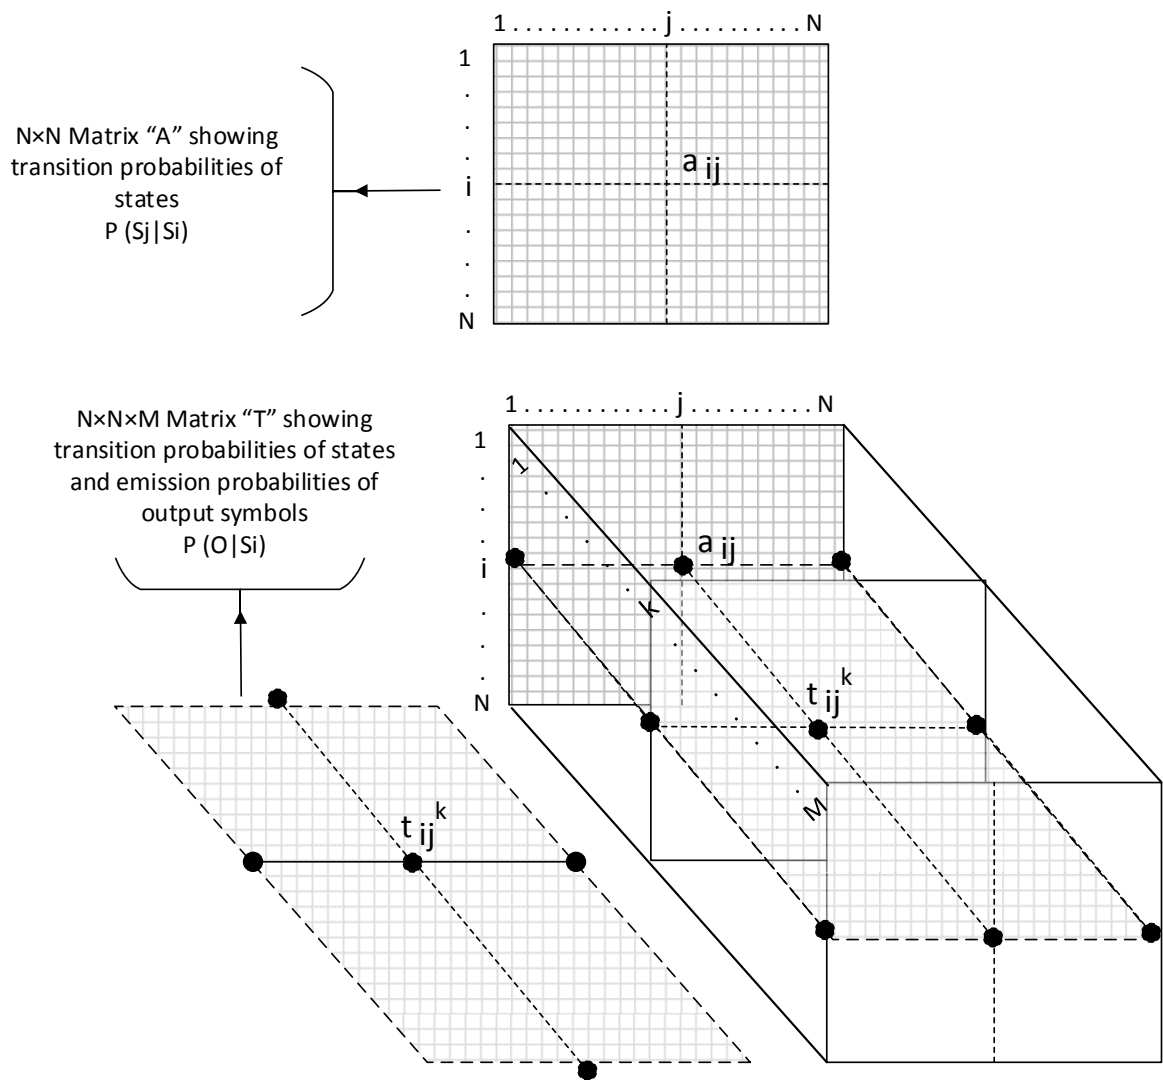 1 . . . . . . . . . . . . j . . . . . . . . . . N
1
.
.
.
i
.
.
.
N
a ij
N×N Matrix “A” showing
transition probabilities of
states
P (Sj|Si)
N×N×M Matrix “T” showing
transition probabilities of states
and emission probabilities of
output symbols
P (O|Si)
1 . . . . . . . . . . . . j . . . . . . . . . . N
1
.
.
.
i
.
.
.
N
1
. . . . .
k
. . . . . .
M
a ij
t ij k
t ij k